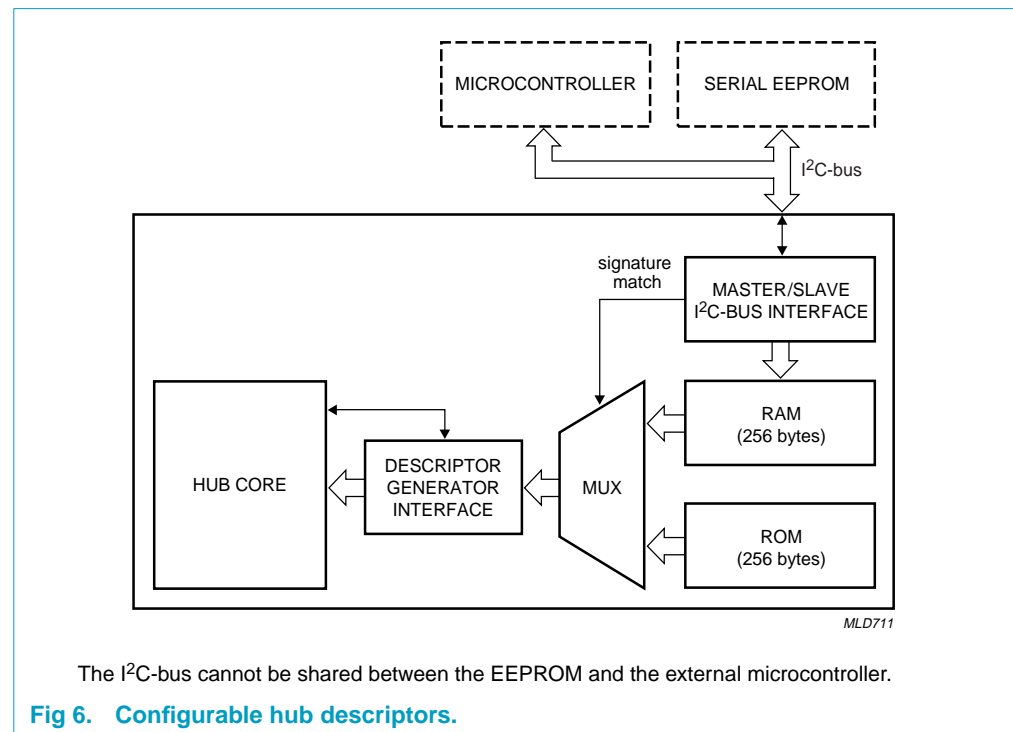 MICROCONTROLLER
SERIAL EEPROM
I2C-bus
signature
match
MASTER/SLAVE
I2C-BUS INTERFACE
RAM
(256 bytes)
HUB CORE
DESCRIPTOR
GENERATOR
INTERFACE
MUX
ROM
(256 bytes)
MLD711
The I2C-bus cannot be shared between the EEPROM and the external microcontroller.
Fig 6. Configurable hub descriptors.